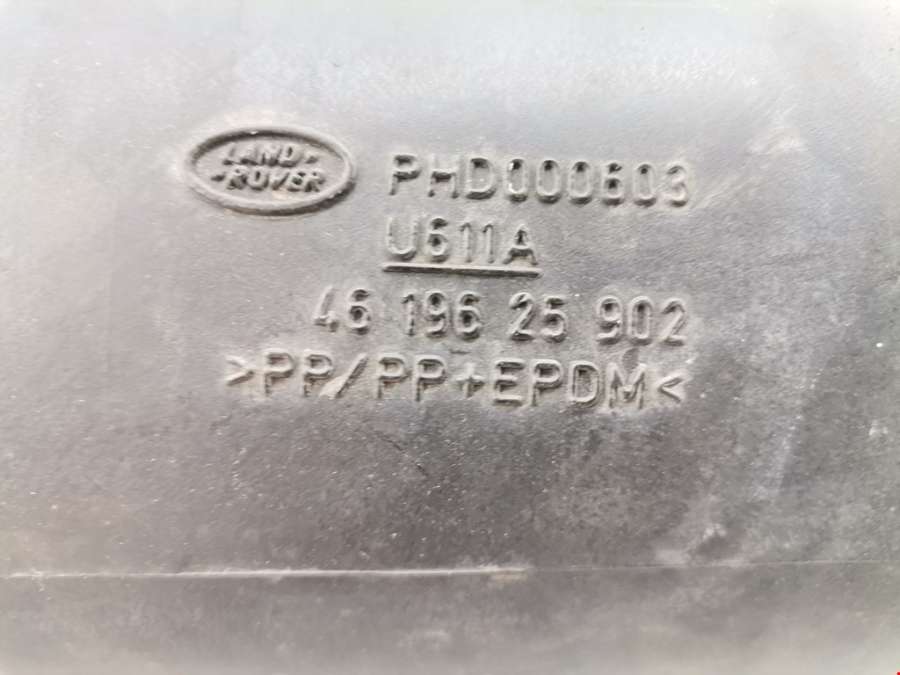 LAND-
-ROVER
PHD000603
U611A
46 196 25 902
>PP/PP+EPDM<